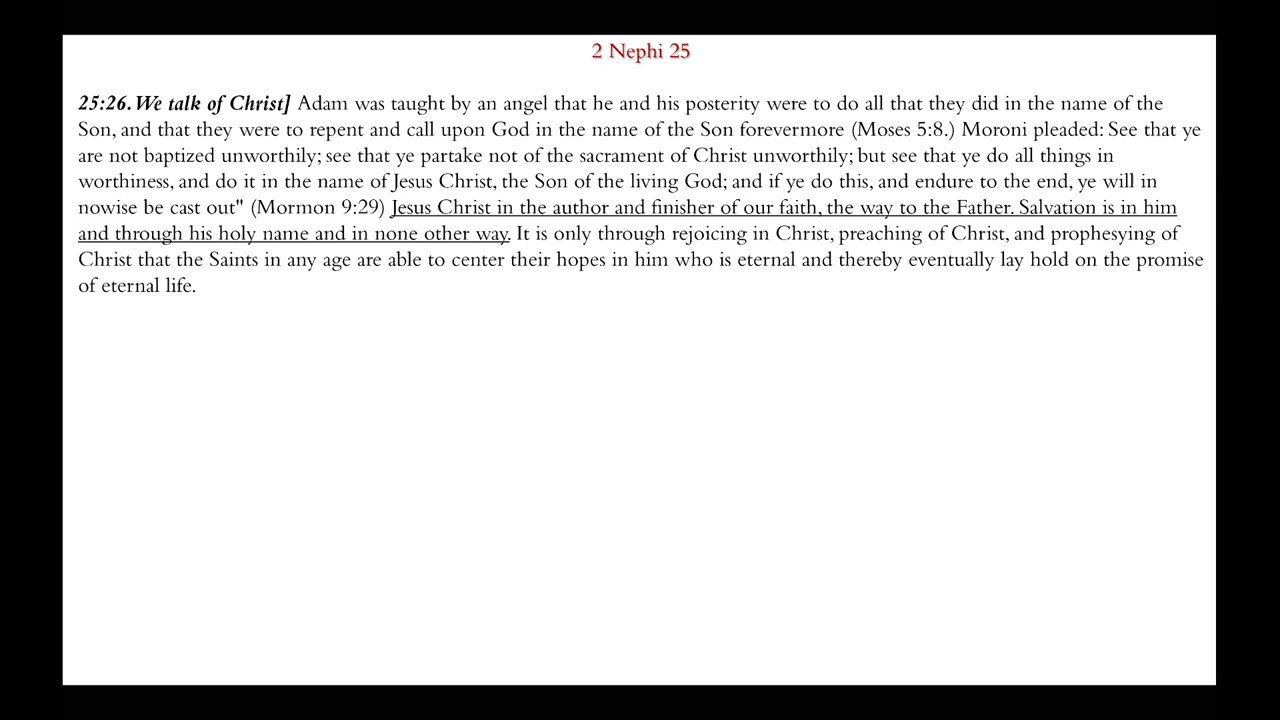 2 Nephi 25
25:26. We talk of Christ] Adam was taught by an angel that he and his posterity were to do all that they did in the name of the
Son, and that they were to repent and call upon God in the name of the Son forevermore (Moses 5:8.) Moroni pleaded: See that ye
are not baptized unworthily; see that ye partake not of the sacrament of Christ unworthily; but see that ye do all things in
worthiness, and do it in the name of Jesus Christ, the Son of the living God; and if ye do this, and endure to the end, ye will in
nowise be cast out" (Mormon 9:29) Jesus Christ in the author and finisher of our faith, the way to the Father. Salvation is in him
and through his holy name and in none other way. It is only through rejoicing in Christ, preaching of Christ, and prophesying of
Christ that the Saints in any age are able to center their hopes in him who is eternal and thereby eventually lay hold on the promise
of eternal life.